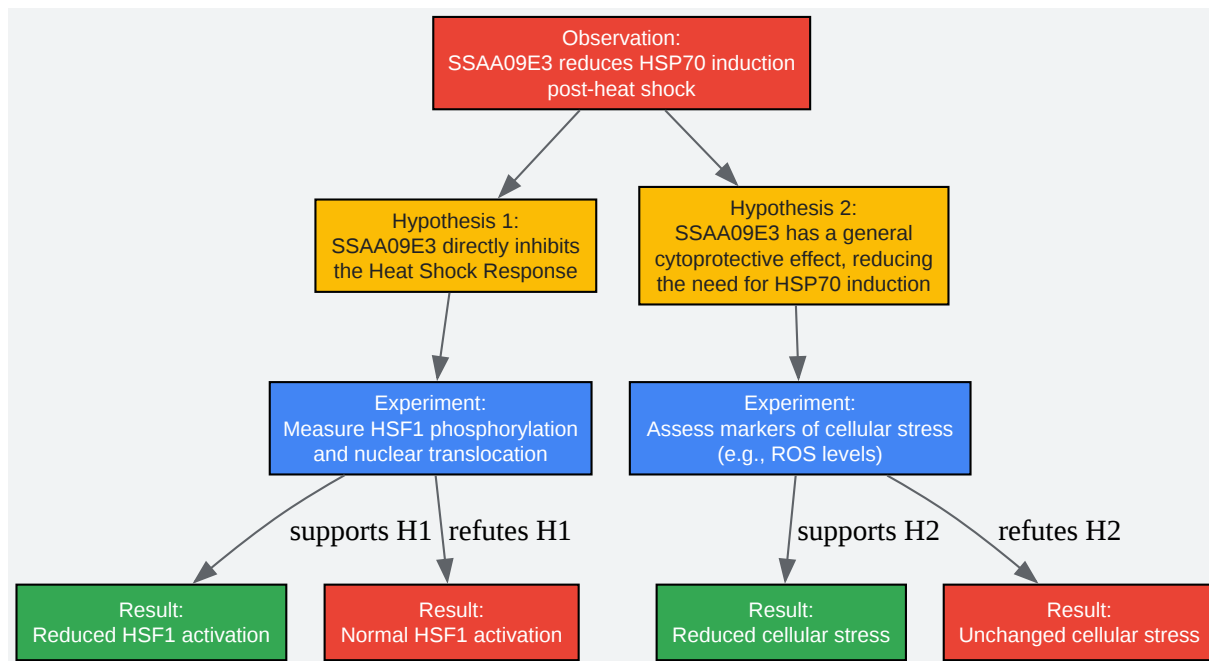 Observation:
SSAA09E3 reduces HSP70 induction
post-heat shock
Hypothesis 1:
SSAA09E3 directly inhibits
the Heat Shock Response
Hypothesis 2:
SSAA09E3 has a general
cytoprotective effect, reducing
the need for HSP70 induction
Experiment:
Measure HSF1 phosphorylation
and nuclear translocation
Experiment:
Assess markers of cellular stress
(e.g., ROS levels)
supports H1
refutes H1
supports H2
refutes H2
Result:
Reduced HSF1 activation
Result:
Normal HSF1 activation
Result:
Reduced cellular stress
Result:
Unchanged cellular stress